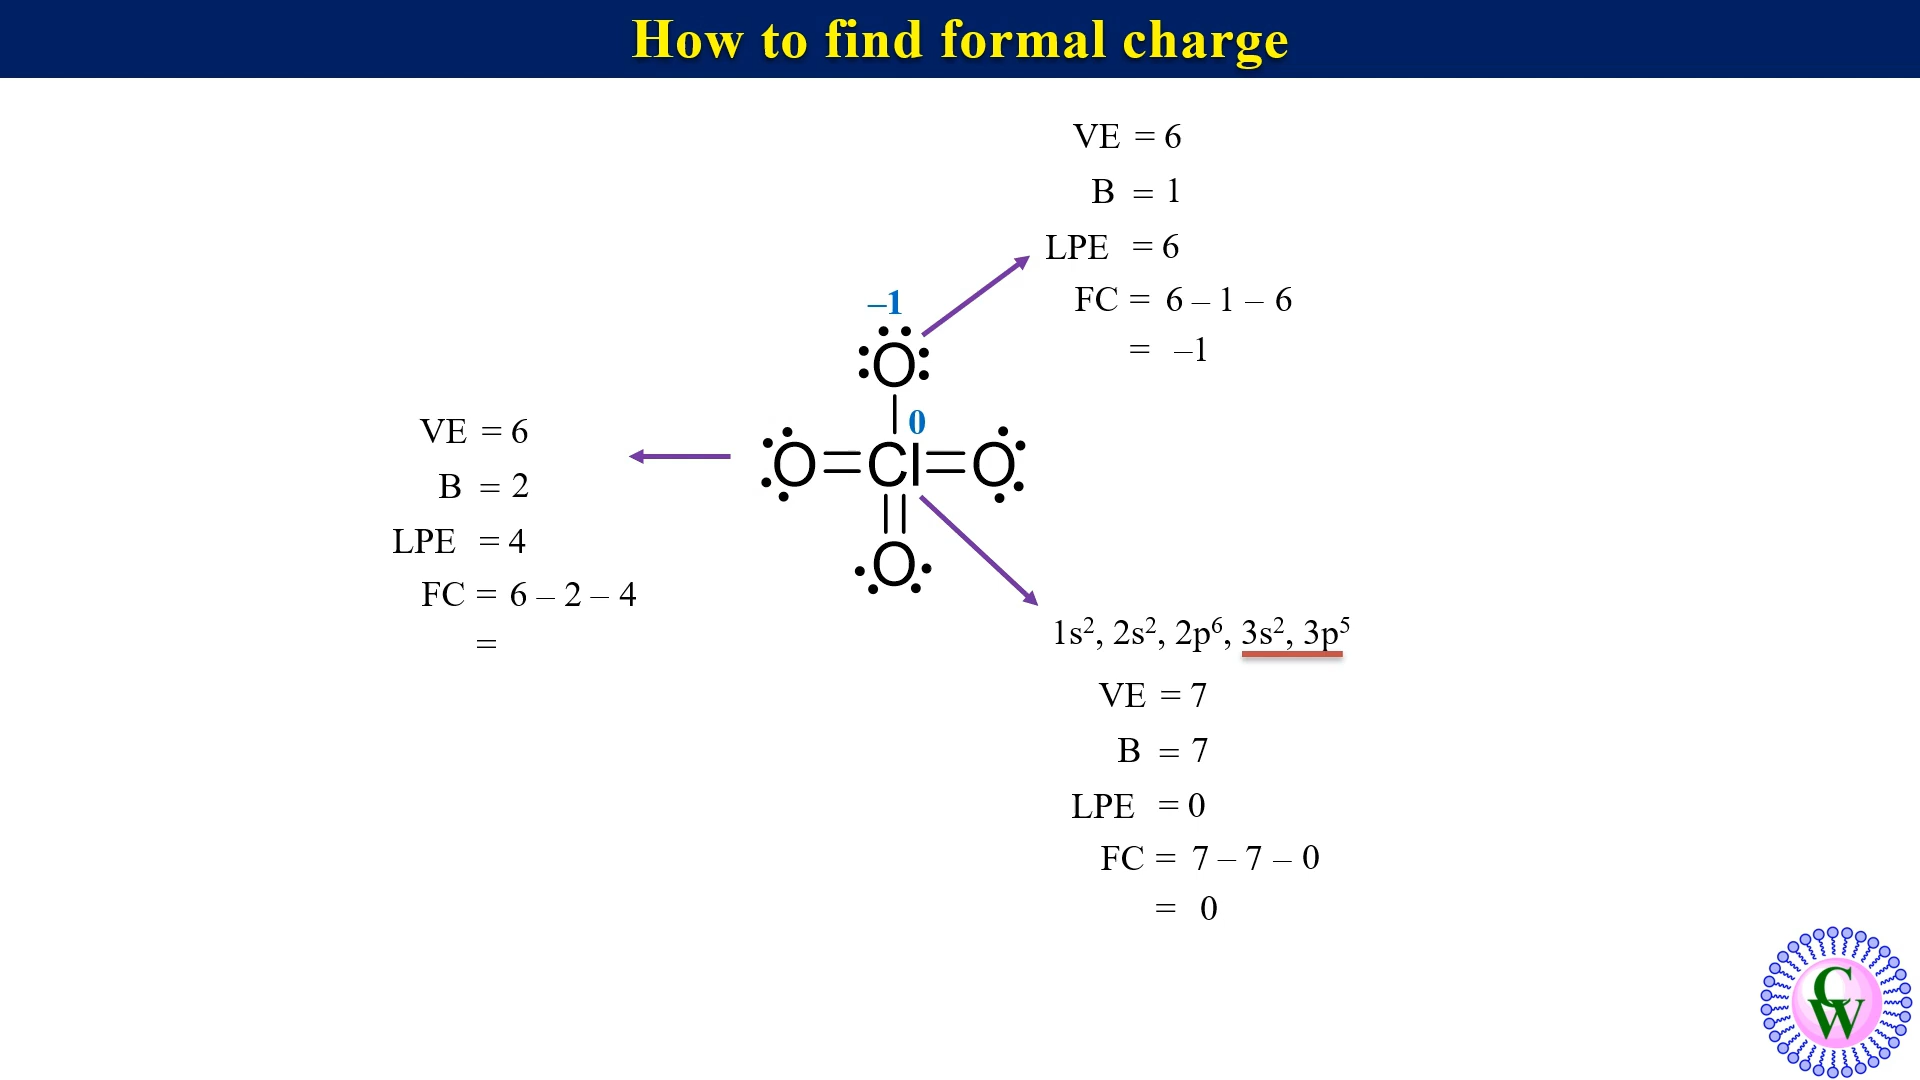 How to find formal charge
VE = 6
B = 1
LPE = 6
FC = 6 – 1 – 6
= –1
–1
O
0
O=Cl=O
O
VE = 6
B = 2
LPE = 4
FC = 6 – 2 – 4
=
1s², 2s², 2p⁶, 3s², 3p⁵
VE = 7
B = 7
LPE = 0
FC = 7 – 7 – 0
= 0
CW